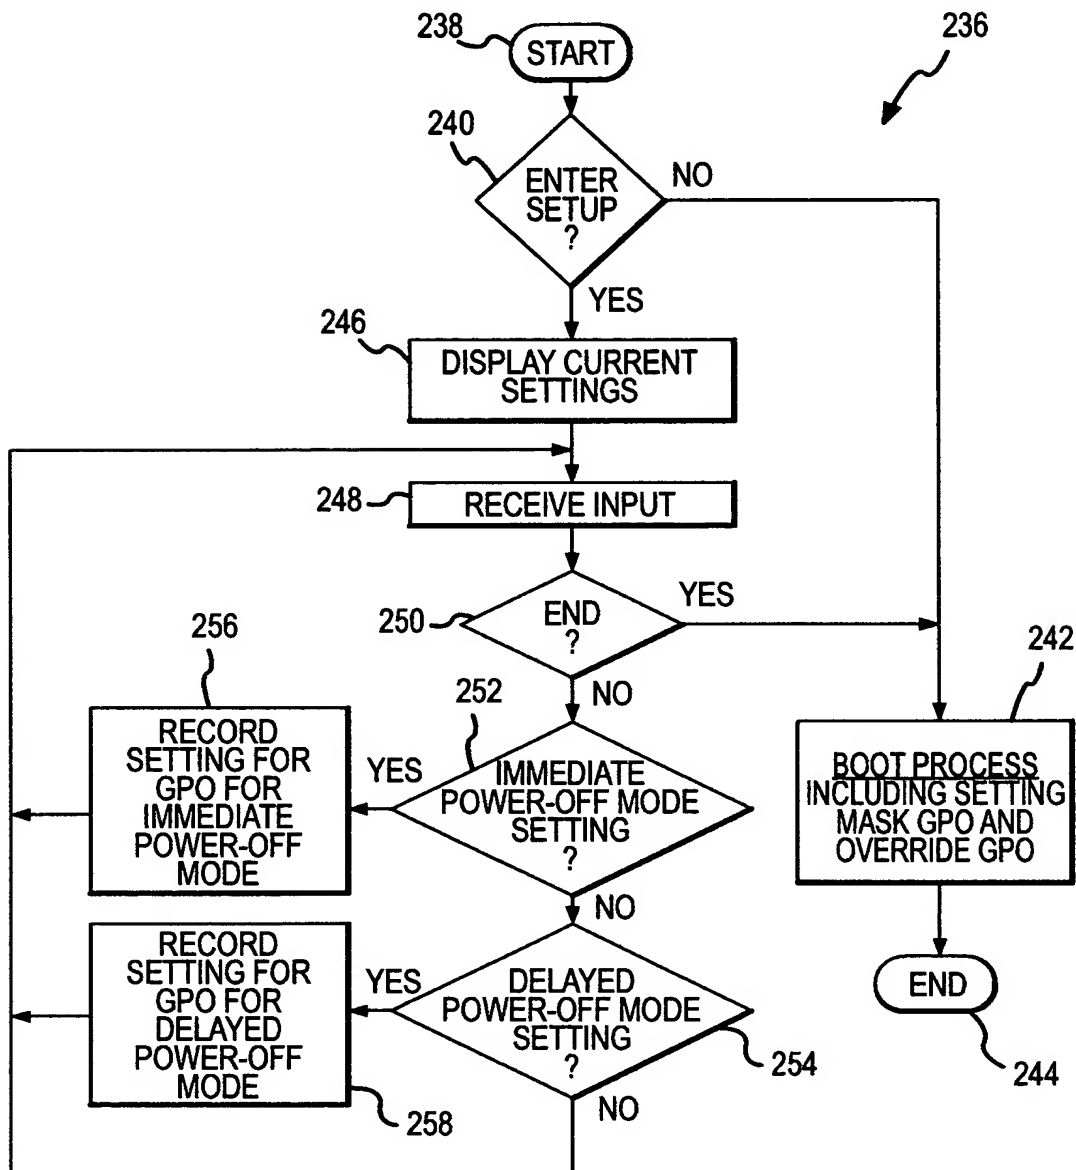 238
START
236
240
ENTER
SETUP
?
NO
YES
246
DISPLAY CURRENT
SETTINGS
248
RECEIVE INPUT
250
END
?
YES
NO
256
RECORD
SETTING FOR
GPO FOR
IMMEDIATE
POWER-OFF
MODE
YES
252
IMMEDIATE
POWER-OFF MODE
SETTING
?
NO
242
BOOT PROCESS
INCLUDING SETTING
MASK GPO AND
OVERRIDE GPO
RECORD
SETTING FOR
GPO FOR
DELAYED
POWER-OFF
MODE
258
YES
DELAYED
POWER-OFF MODE
SETTING
?
254
NO
END
244